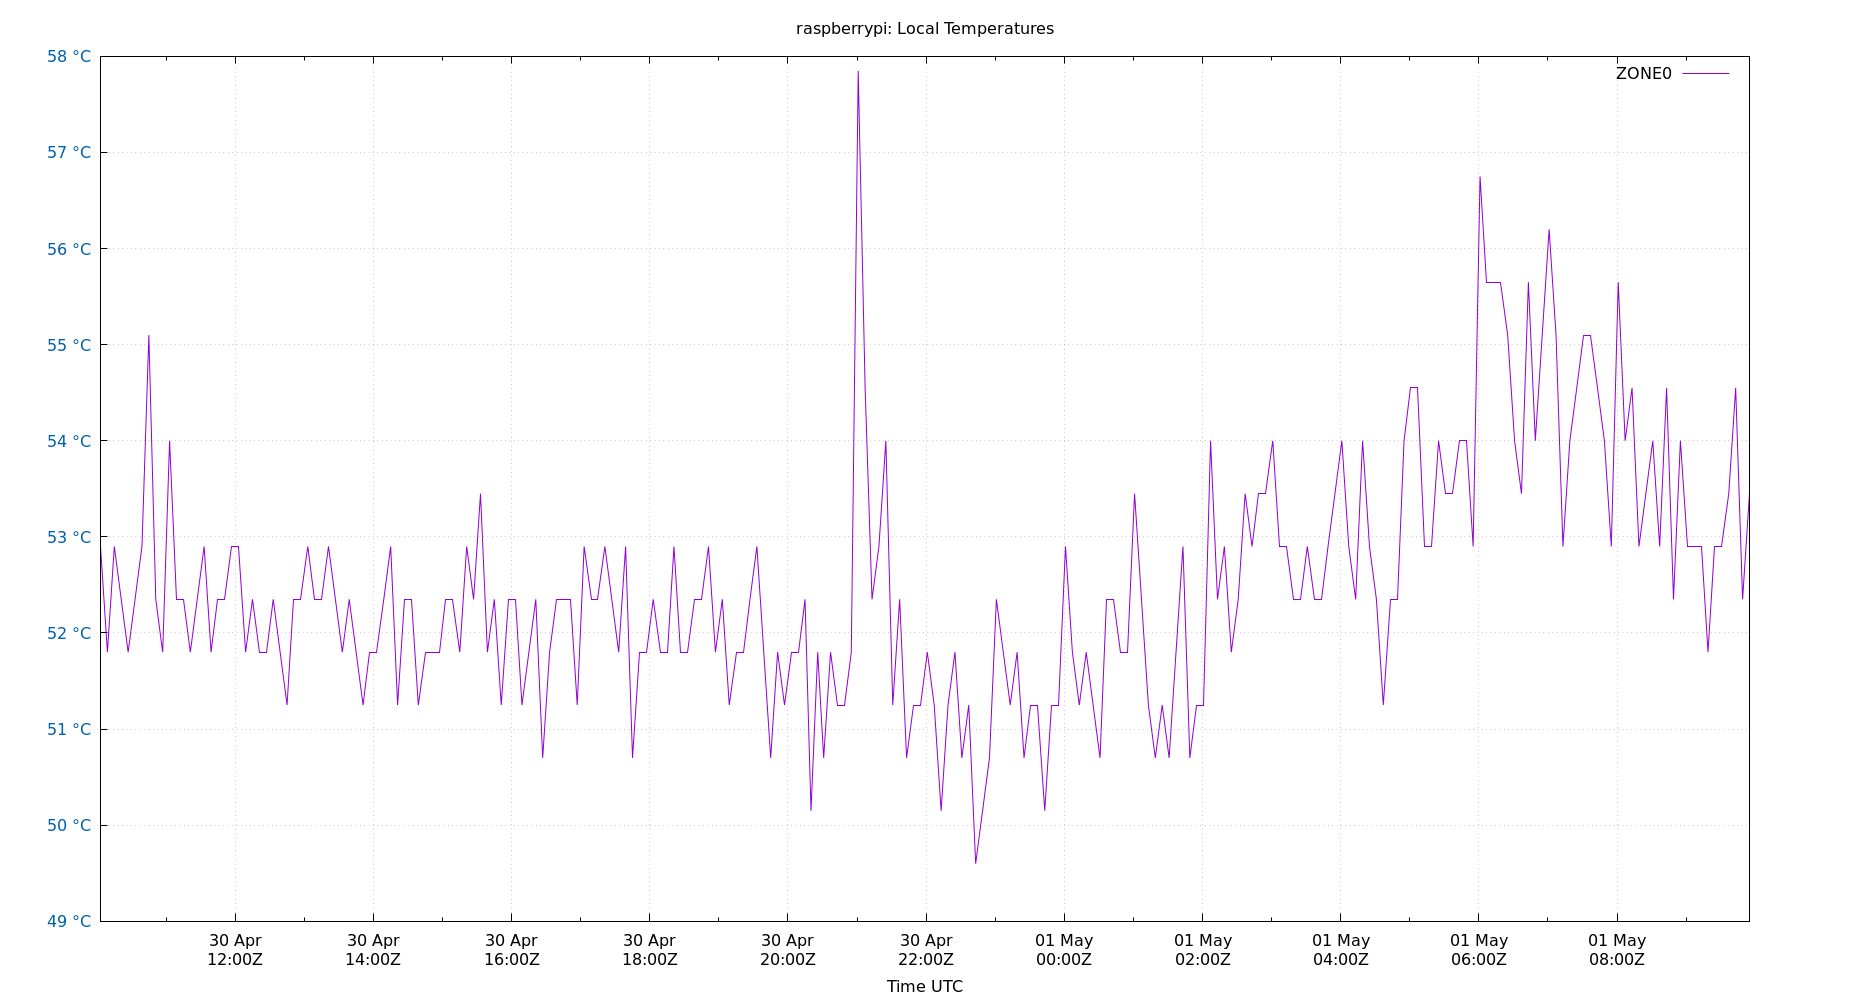 raspberrypi: Local Temperatures
58 °C
ZONE0
57 °C
56 °C
55 °C
54 °C
53 °C
52 °C
51 °C
50 °C
49 °C
30 Apr 30 Apr 30 Apr 30 Apr 30 Apr 30 Apr 01 May 01 May 01 May 01 May 01 May
12:00Z 14:00Z 16:00Z 18:00Z 20:00Z 22:00Z 00:00Z 02:00Z 04:00Z 06:00Z 08:00Z
Time UTC